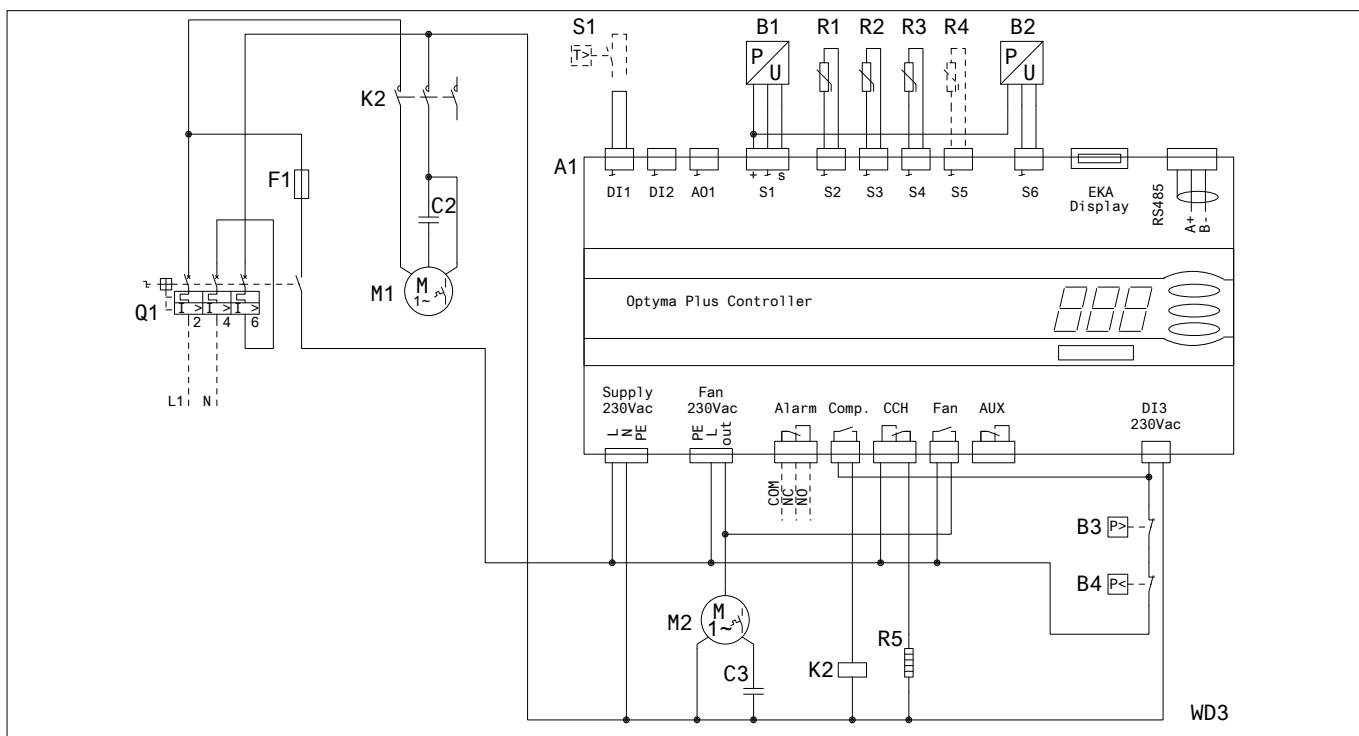 S1 B1 R1 R2 R3 R4 B2
T> P U P U
K2
A1
DI1 DI2 AO1 + - s S1 S2 S3 S4 S5 S6 EKA Display RS485 A+ B-
F1
C2
M1 M 1~
Optyma Plus Controller
Q1 I > 2 I > 4 I > 6
L1 N
Supply 230Vac Fan 230Vac Alarm Comp. CCH Fan AUX DI3 230Vac
L N PE PE L out
COM NC NO
B3 P>
B4 P<
M2 M 1~
R5
C3 K2
WD3